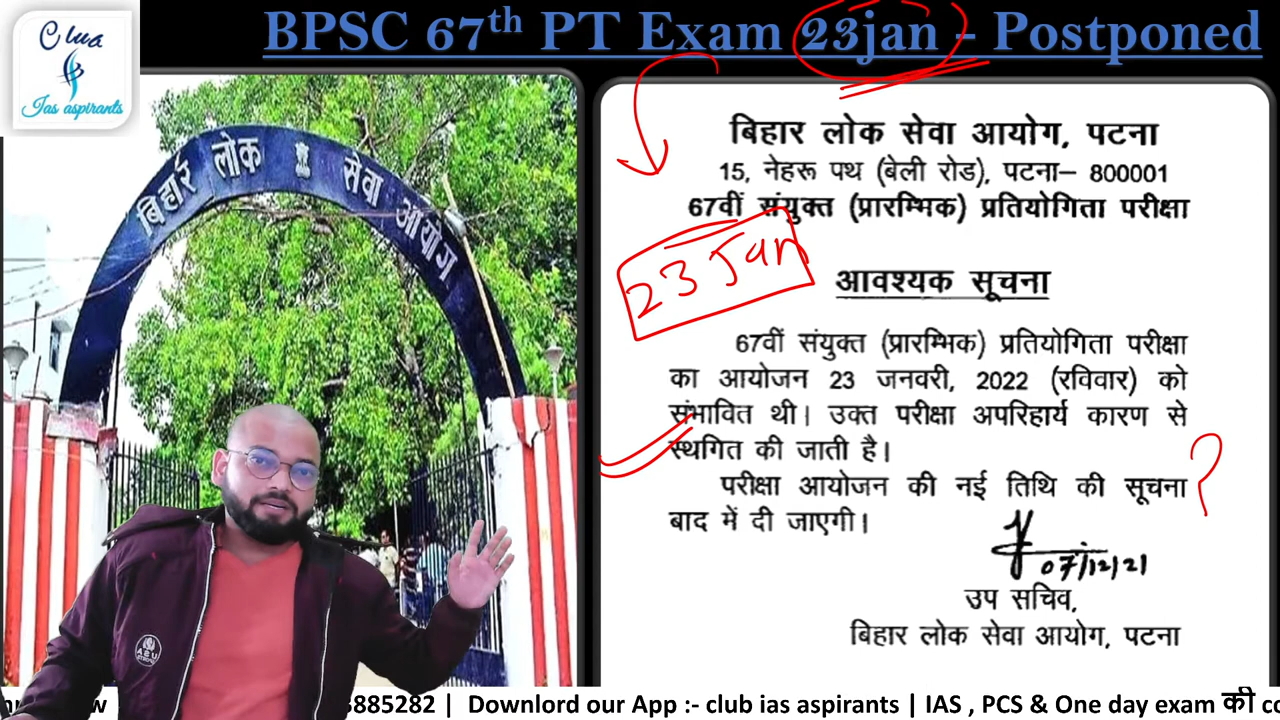 Clua
Ias aspirants
BPSC 67th PT Exam 23jan - Postponed
बिहार लोक सेवा आयोग
बिहार लोक सेवा आयोग, पटना
15, नेहरू पथ (बेली रोड), पटना– 800001
67वीं संयुक्त (प्रारम्भिक) प्रतियोगिता परीक्षा
23 Jan
आवश्यक सूचना
67वीं संयुक्त (प्रारम्भिक) प्रतियोगिता परीक्षा
का आयोजन 23 जनवरी, 2022 (रविवार) को
संभावित थी। उक्त परीक्षा अपरिहार्य कारण से
स्थगित की जाती है।
परीक्षा आयोजन की नई तिथि की सूचना ?
बाद में दी जाएगी।
07/12/21
उप सचिव,
बिहार लोक सेवा आयोग, पटना
885282 | Downlord our App :- club ias aspirants | IAS , PCS & One day exam की